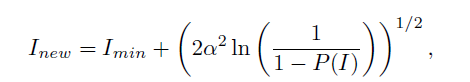 I_{new} = I_{min} + \left( 2\alpha^2 \ln \left( \frac{1}{1 - P(I)} \right) \right)^{1/2},